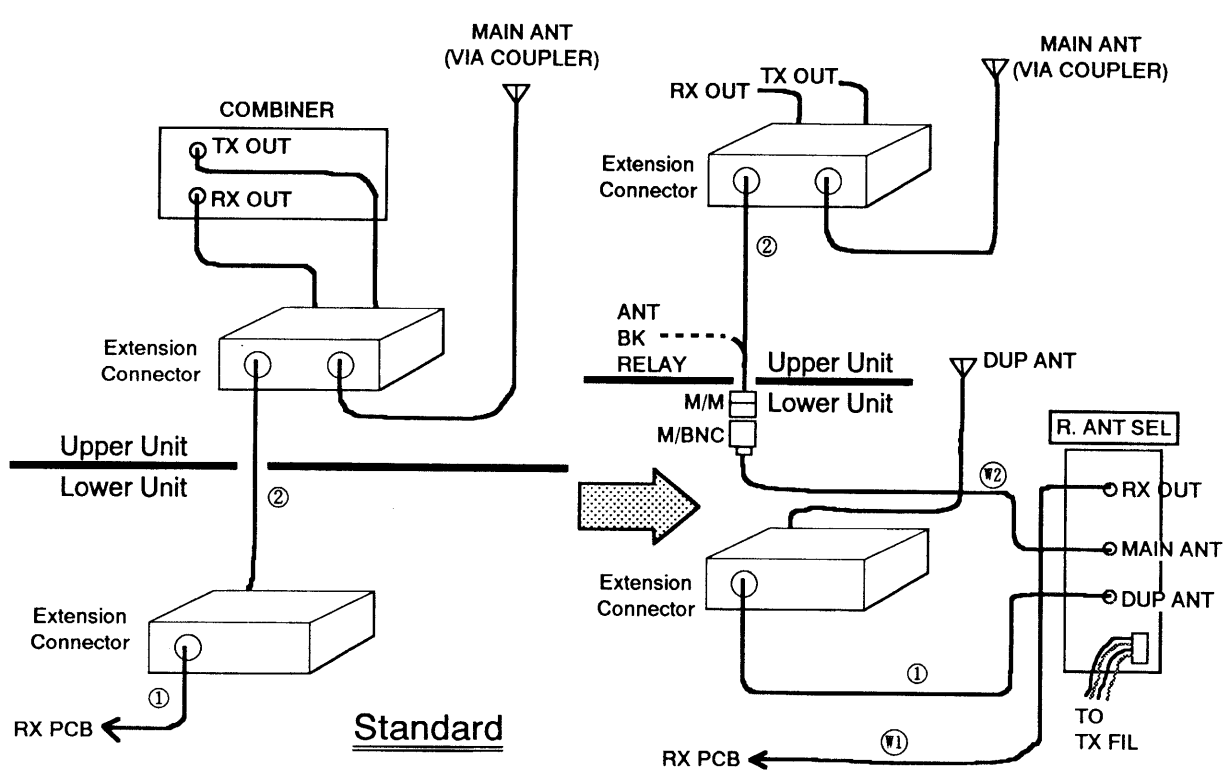 MAIN ANT
(VIA COUPLER)
COMBINER
TX OUT
RX OUT
Extension
Connector
Upper Unit
Lower Unit
②
Extension
Connector
①
RX PCB
Standard
MAIN ANT
(VIA COUPLER)
RX OUT
TX OUT
Extension
Connector
②
ANT
BK
RELAY
Upper Unit
Lower Unit
DUP ANT
M/M
M/BNC
R. ANT SEL
W2
RX OUT
MAIN ANT
DUP ANT
Extension
Connector
①
TO
TX FIL
W1
RX PCB